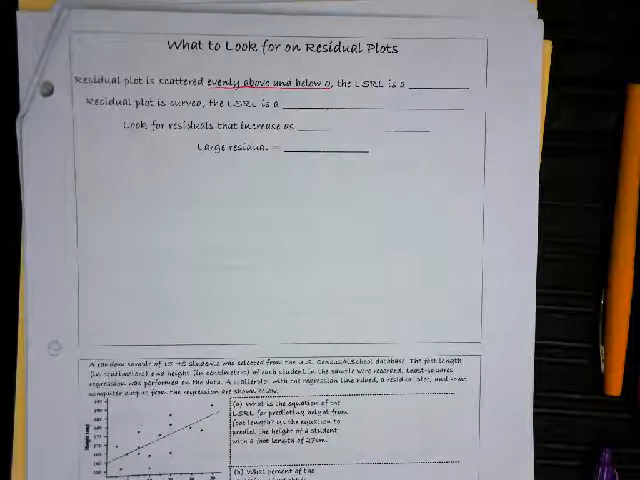 What to Look for on Residual Plots
Residual plot is scattered evenly above and below 0, the LSRL is a
Residual plot is curved, the LSRL is a
Look for residuals that increase as
Large residual =
A random sample of 15 students was selected from the U.S. CensusAtSchool database. The foot length
(in centimeters) and height (in centimeters) of each student in the sample were recorded. Least-squares
regression was performed on the data. A scatterplot with the regression line added, a residual plot, and some
computer output from the regression are shown below.
(a) What is the equation of the
LSRL for predicting height from
foot length? Use the equation to
predict the height of a student
with a foot length of 27cm.
(b) What percent of the
Height (cm)